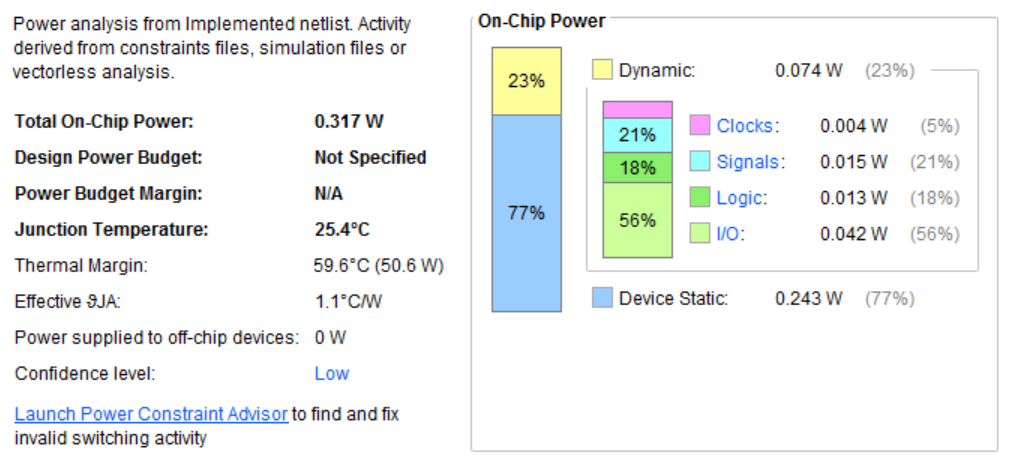 Power analysis from Implemented netlist. Activity
derived from constraints files, simulation files or
vectorless analysis.
Total On-Chip Power: 0.317 W
Design Power Budget: Not Specified
Power Budget Margin: N/A
Junction Temperature: 25.4°C
Thermal Margin: 59.6°C (50.6 W)
Effective ϑJA: 1.1°C/W
Power supplied to off-chip devices: 0 W
Confidence level: Low
Launch Power Constraint Advisor to find and fix
invalid switching activity
On-Chip Power
23%
77%
Dynamic: 0.074 W (23%)
21%
18%
56%
Clocks: 0.004 W (5%)
Signals: 0.015 W (21%)
Logic: 0.013 W (18%)
I/O: 0.042 W (56%)
Device Static: 0.243 W (77%)